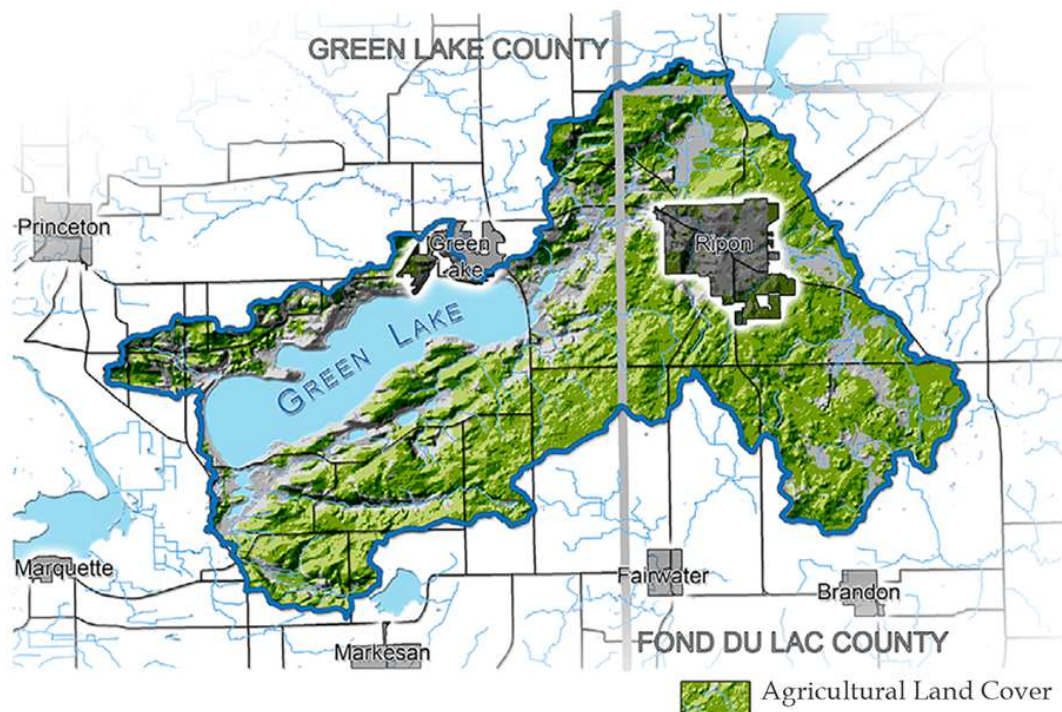 GREEN LAKE COUNTY
Princeton
Green
Lake
Ripon
GREEN LAKE
Marquette
Fairwater
Brandon
Markesan
FOND DU LAC COUNTY
Agricultural Land Cover